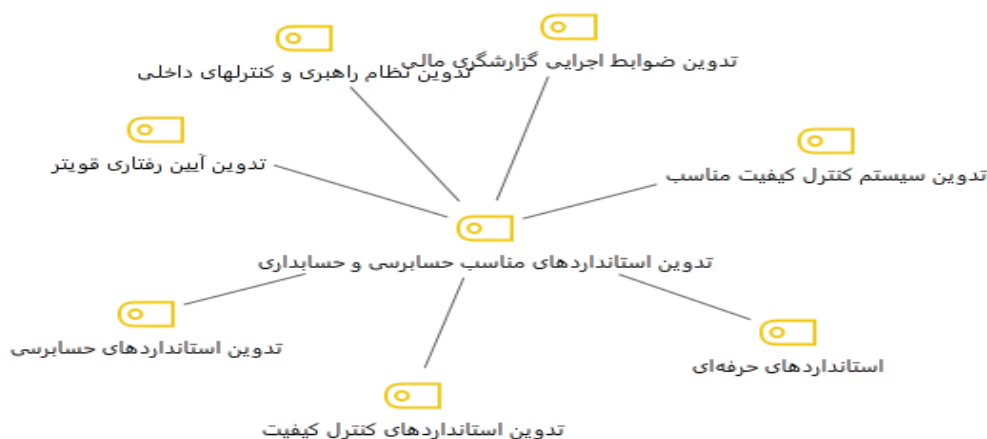 تدوین ضوابط اجرایی گزارشگری مالی
تدوین نظام راهبری و کنترلهای داخلی
تدوین آیین رفتاری قویتر
تدوین سیستم کنترل کیفیت مناسب
تدوین استانداردهای مناسب حسابرسی و حسابداری
تدوین استانداردهای حسابرسی
استانداردهای حرفه‌ای
تدوین استانداردهای کنترل کیفیت